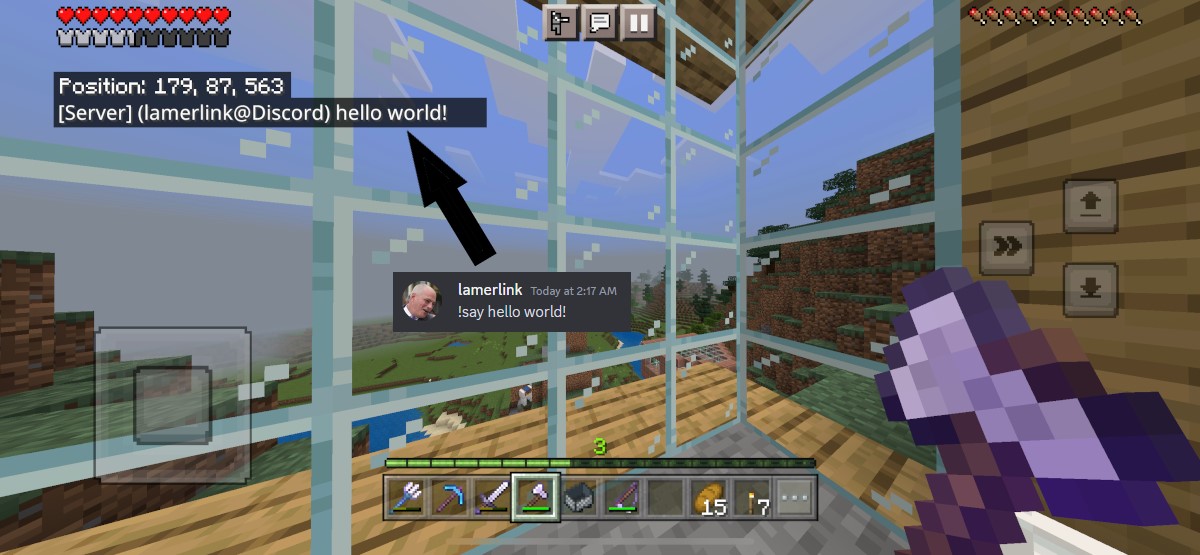 Position: 179, 87, 563
[Server] (lamerlink@Discord) hello world!
lamerlink Today at 2:17 AM
!say hello world!
3
15
7